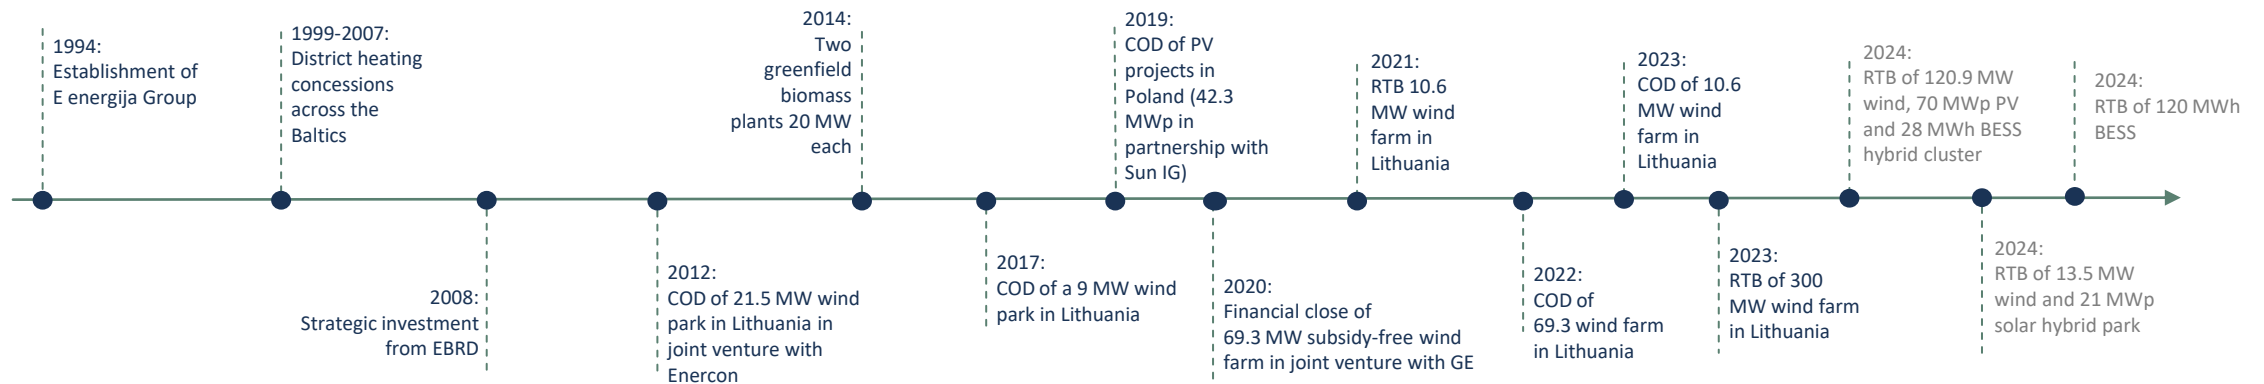 1994:
Establishment of
E energija Group
1999-2007:
District heating
concessions
across the
Baltics
2008:
Strategic investment
from EBRD
2012:
COD of 21.5 MW wind
park in Lithuania in
joint venture with
Enercon
2014:
Two
greenfield
biomass
plants 20 MW
each
2017:
COD of a 9 MW wind
park in Lithuania
2019:
COD of PV
projects in
Poland (42.3
MWp in
partnership with
Sun IG)
2020:
Financial close of
69.3 MW subsidy-free wind
farm in joint venture with GE
2021:
RTB 10.6
MW wind
farm in
Lithuania
2022:
COD of
69.3 wind farm
in Lithuania
2023:
COD of 10.6
MW wind
farm in
Lithuania
2023:
RTB of 300
MW wind farm
in Lithuania
2024:
RTB of 120.9 MW
wind, 70 MWp PV
and 28 MWh BESS
hybrid cluster
2024:
RTB of 13.5 MW
wind and 21 MWp
solar hybrid park
2024:
RTB of 120 MWh
BESS